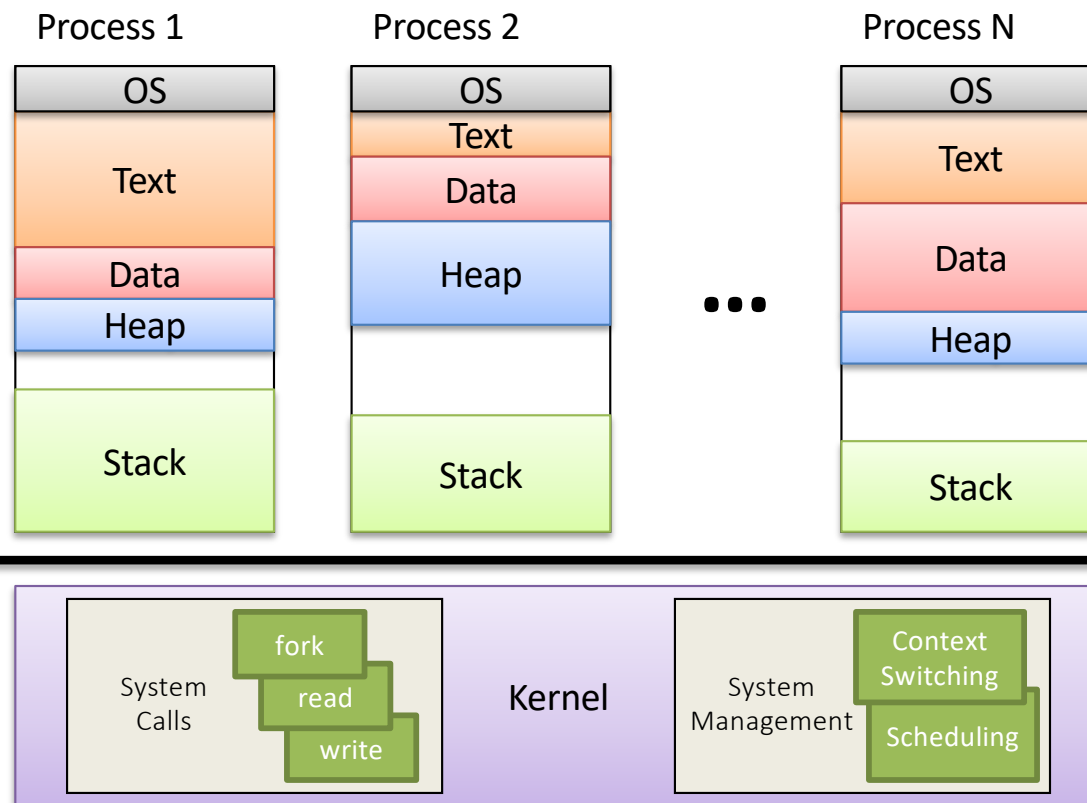 Process 1
Process 2
Process N
OS
Text
Data
Heap
Stack
OS
Text
Data
Heap
Stack
...
OS
Text
Data
Heap
Stack
System
Calls
fork
read
write
Kernel
System
Management
Context
Switching
Scheduling